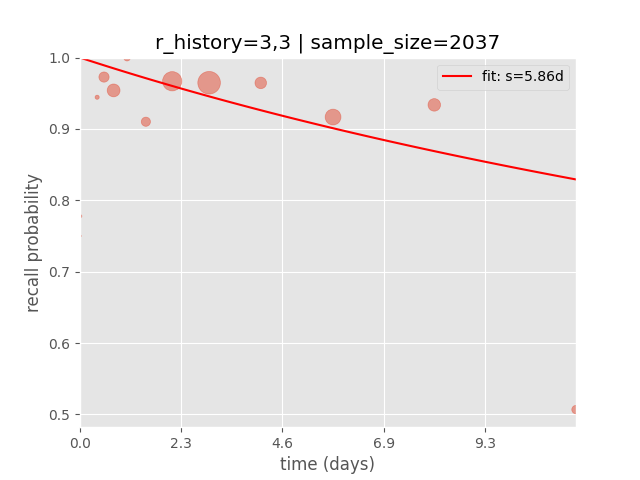 r_history=3,3 | sample_size=2037
fit: s=5.86d
recall probability
1.0
0.9
0.8
0.7
0.6
0.5
0.0 2.3 4.6 6.9 9.3
time (days)